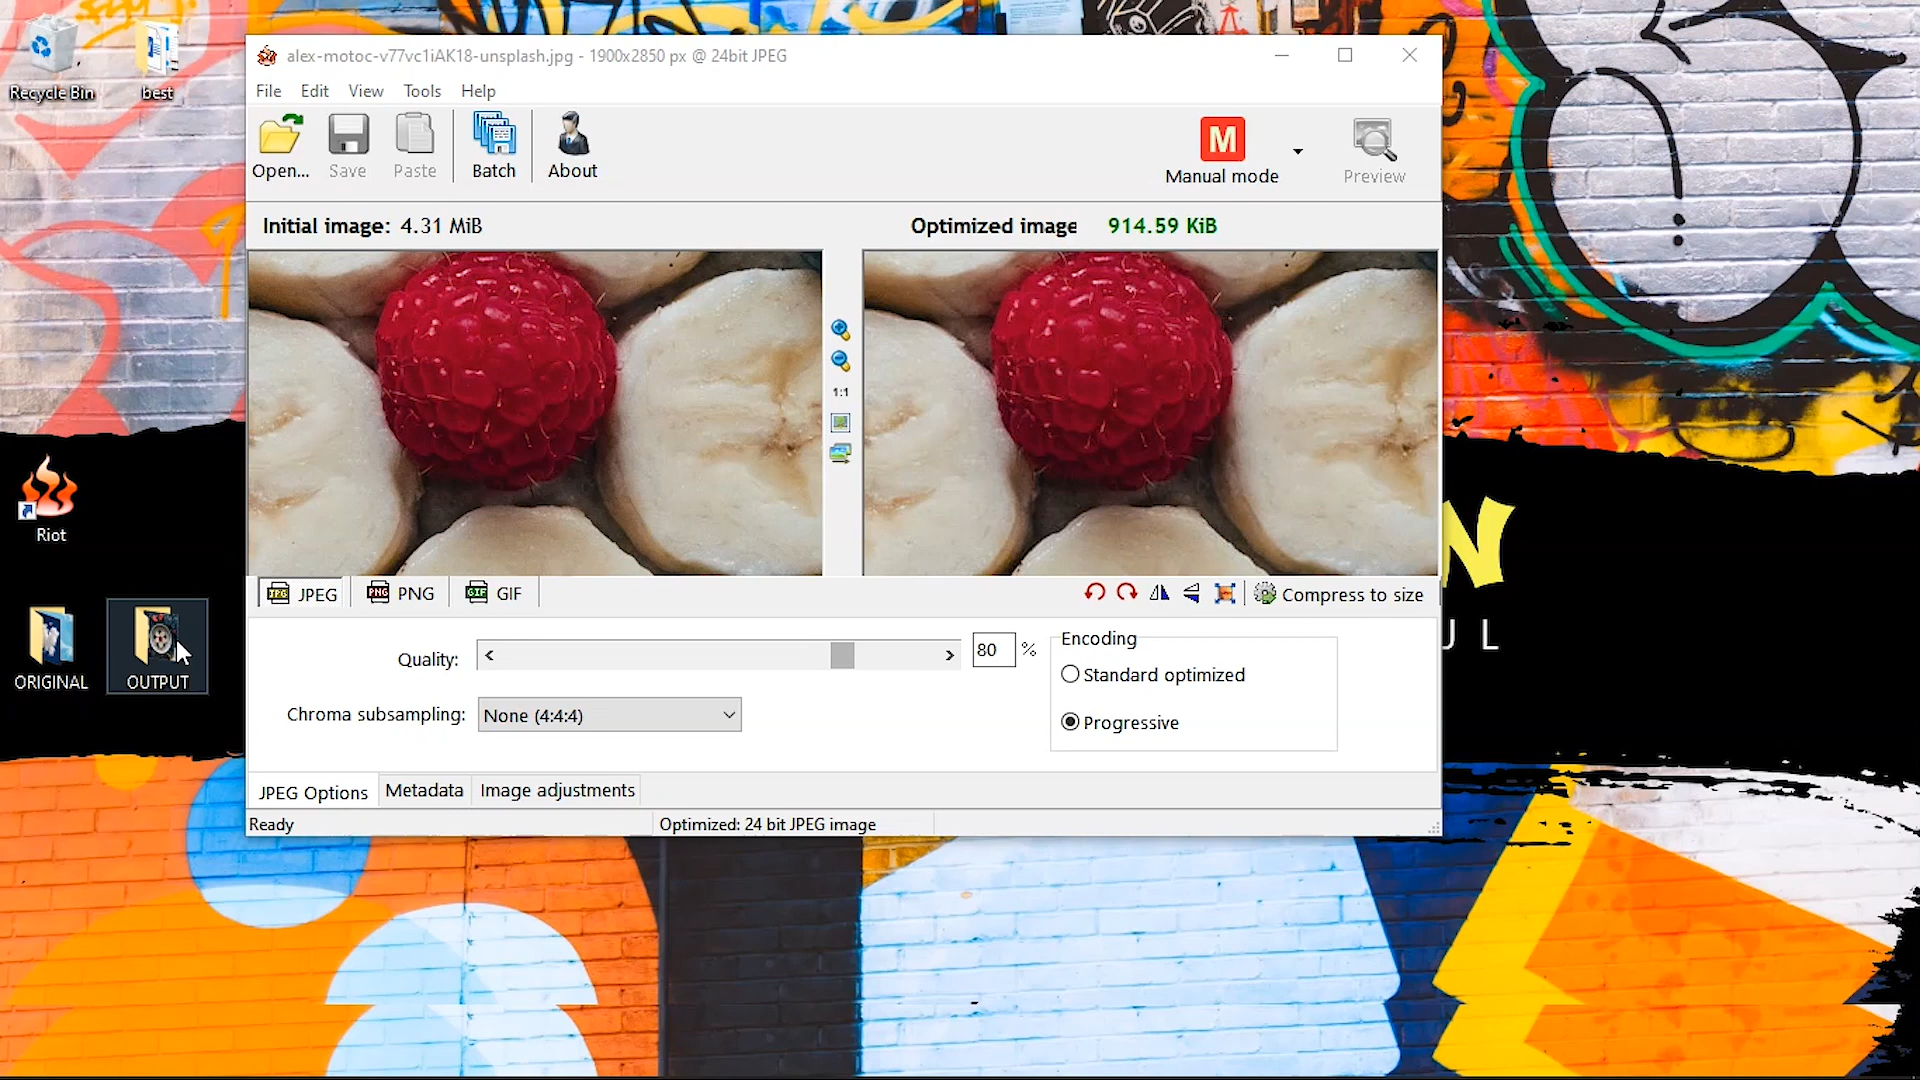 Recycle Bin
best
alex-motoc-v77vc1iAK18-unsplash.jpg - 1900x2850 px @ 24bit JPEG
File Edit View Tools Help
Open... Save Paste Batch About
M
Manual mode
Preview
Initial image: 4.31 MiB
Optimized image 914.59 KiB
1:1
Riot
ORIGINAL
OUTPUT
N
U L
JPEG PNG GIF
Compress to size
Quality: 80 %
Encoding
Standard optimized
Chroma subsampling: None (4:4:4)
Progressive
JPEG Options Metadata Image adjustments
Ready
Optimized: 24 bit JPEG image